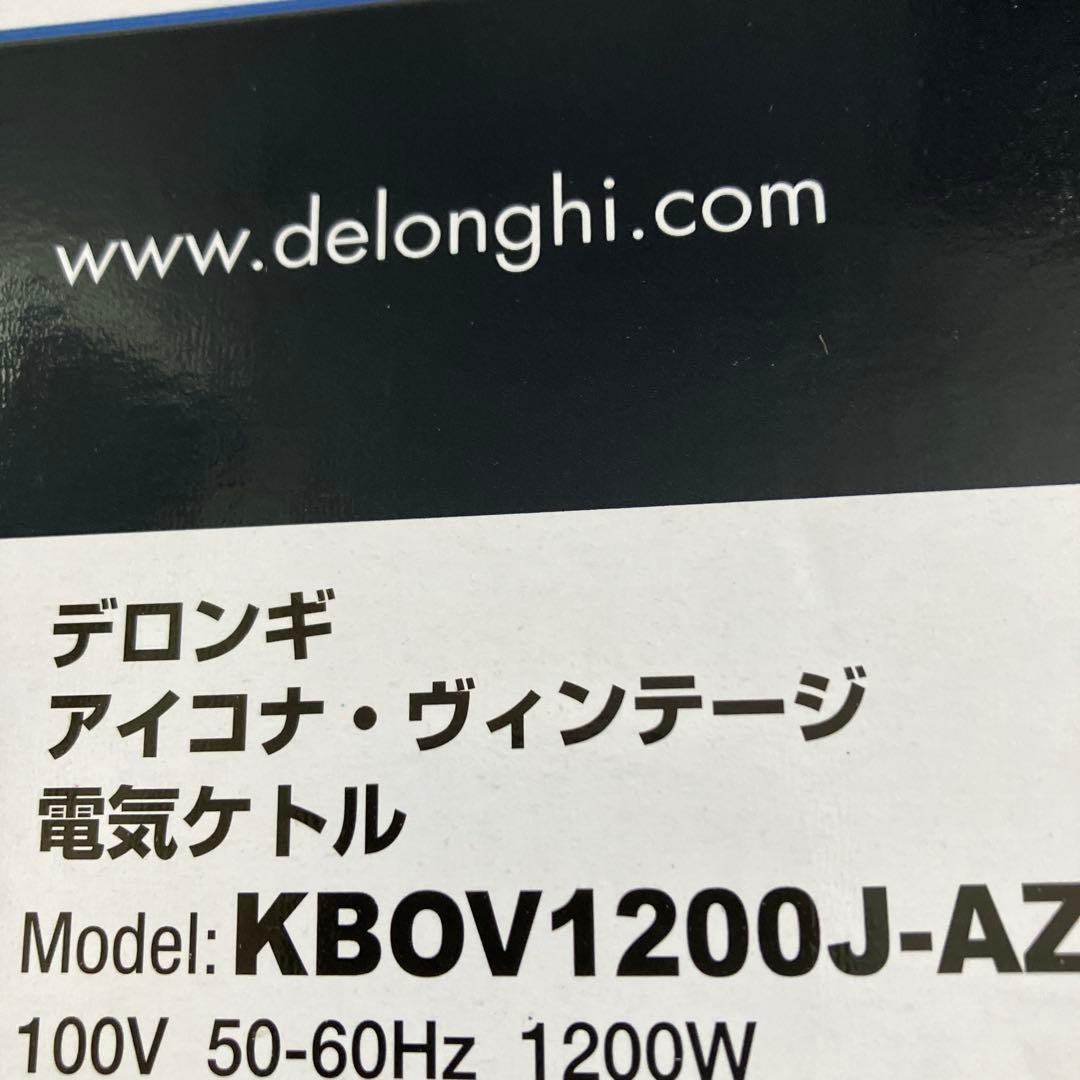 www.delonghi.com
デロンギ
アイコナ・ヴィンテージ
電気ケトル
Model: KBOV1200J-AZ
100V 50-60Hz 1200W